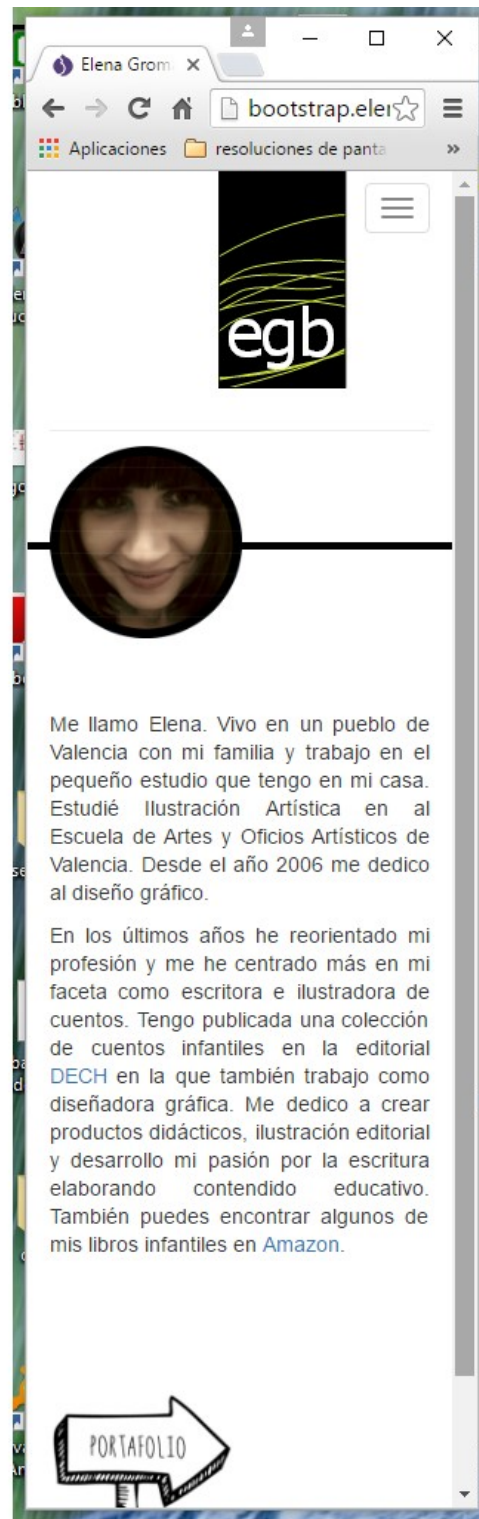 Elena Grom
bootstrap.eler
Aplicaciones
resoluciones de panta
egb
Me llamo Elena. Vivo en un pueblo de
Valencia con mi familia y trabajo en el
pequeño estudio que tengo en mi casa.
Estudié Ilustración Artística en al
Escuela de Artes y Oficios Artísticos de
Valencia. Desde el año 2006 me dedico
al diseño gráfico.
En los últimos años he reorientado mi
profesión y me he centrado más en mi
faceta como escritora e ilustradora de
cuentos. Tengo publicada una colección
de cuentos infantiles en la editorial
DECH en la que también trabajo como
diseñadora gráfica. Me dedico a crear
productos didácticos, ilustración editorial
y desarrollo mi pasión por la escritura
elaborando contendido educativo.
También puedes encontrar algunos de
mis libros infantiles en Amazon.
PORTAFOLIO